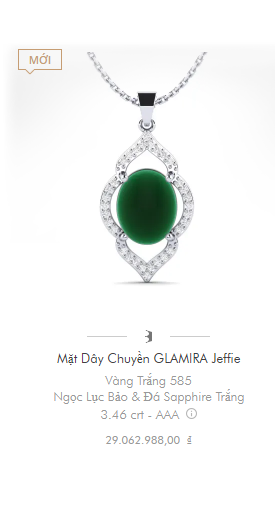 MỚI
Mặt Dây Chuyền GLAMIRA Jeffie
Vàng Trắng 585
Ngọc Lục Bảo & Đá Sapphire Trắng
3.46 crt - AAA
29.062.988,00 ₫